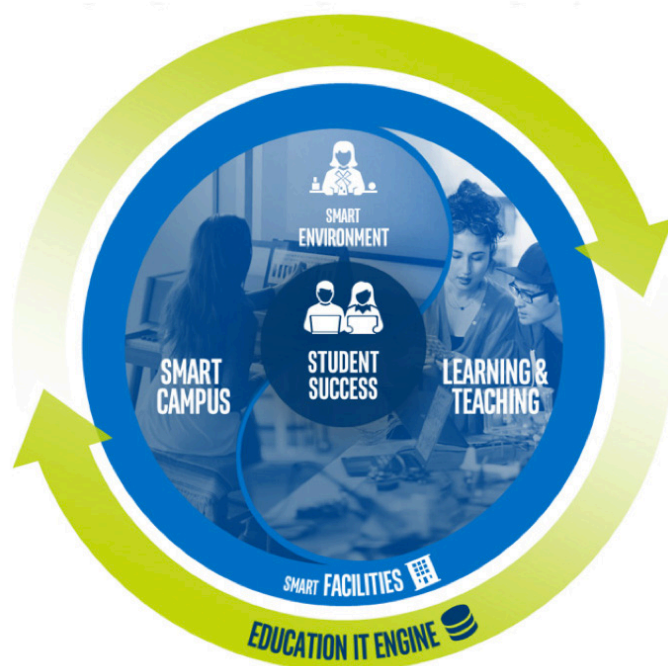 SMART
ENVIRONMENT
STUDENT
SUCCESS
SMART
CAMPUS
LEARNING &
TEACHING
SMART FACILITIES
EDUCATION IT ENGINE